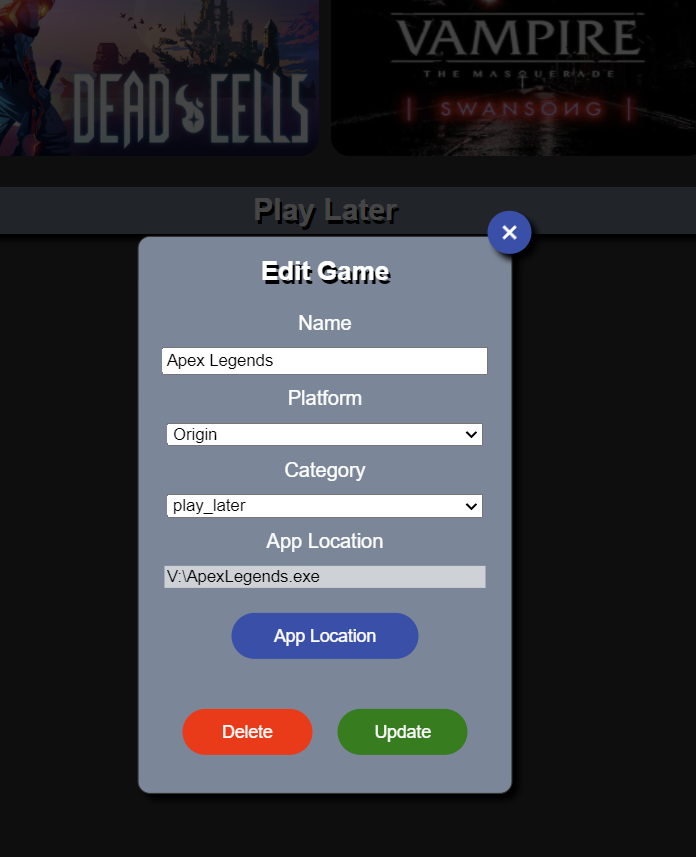 DEAD CELLS
VAMPIRE
THE MASQUERADE
SWANSONG
Play Later
×
Edit Game
Name
Apex Legends
Platform
Origin
Category
play_later
App Location
V:\ApexLegends.exe
App Location
Delete
Update